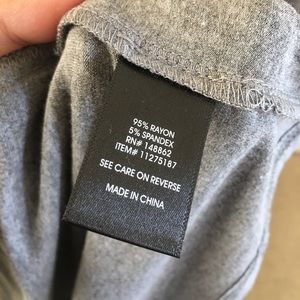 95% RAYON
5% SPANDEX
RN# 148862
ITEM# 11275187
SEE CARE ON REVERSE
MADE IN CHINA